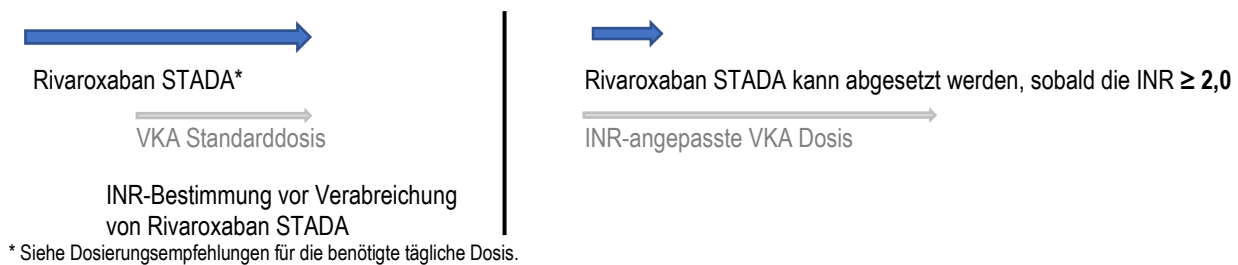 Rivaroxaban STADA*
Rivaroxaban STADA kann abgesetzt werden, sobald die INR ≥ 2,0
VKA Standarddosis
INR-angepasste VKA Dosis
INR-Bestimmung vor Verabreichung
von Rivaroxaban STADA
* Siehe Dosierungsempfehlungen für die benötigte tägliche Dosis.